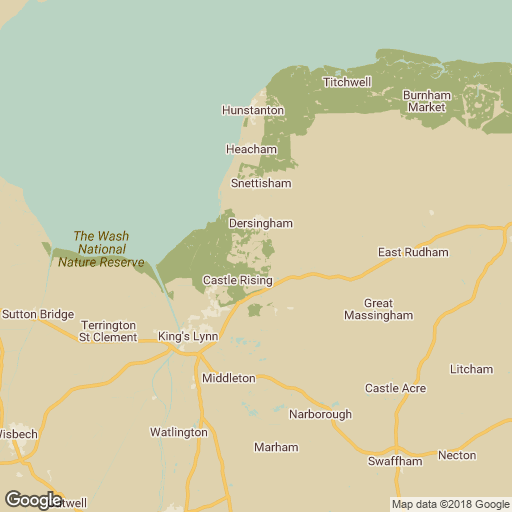 Titchwell
Burnham
Market
Hunstanton
Heacham
Snettisham
Dersingham
The Wash
National
Nature Reserve
East Rudham
Castle Rising
Great
Massingham
Sutton Bridge
Terrington
St Clement
King's Lynn
Litcham
Middleton
Castle Acre
Narborough
Watlington
Wisbech
Marham
Necton
Swaffham
Google
twell
Google
Map data ©2018 Google